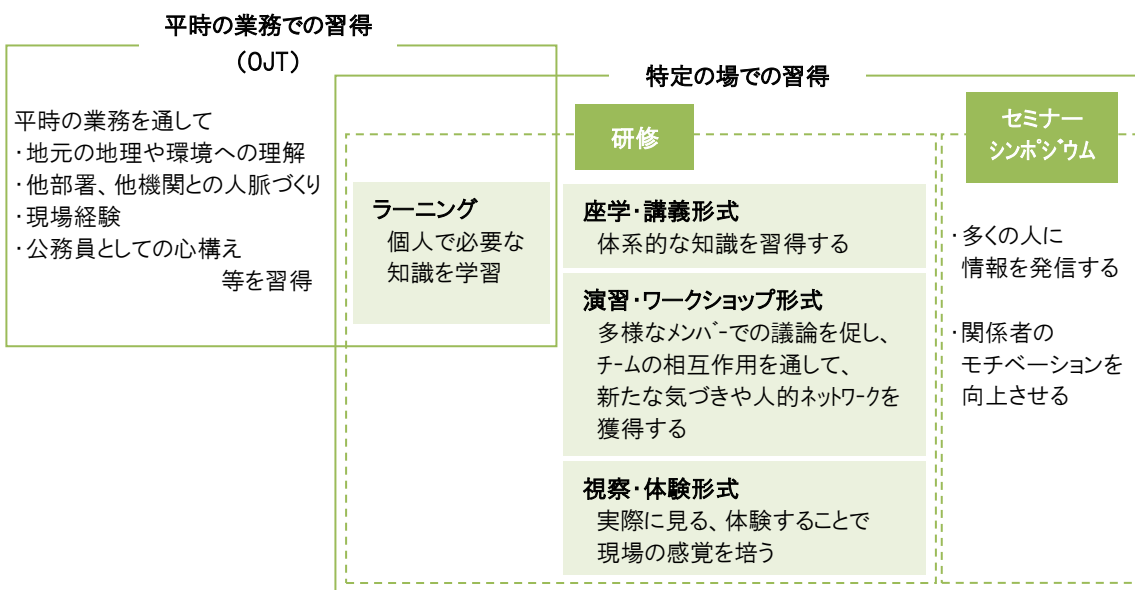 平時の業務での習得
（OJT）
平時の業務を通して
・地元の地理や環境への理解
・他部署、他機関との人脈づくり
・現場経験
・公務員としての心構え
等を習得
特定の場での習得
研修
ラーニング
個人で必要な
知識を学習
座学・講義形式
体系的な知識を習得する
演習・ワークショップ形式
多様なメンバーでの議論を促し、
チームの相互作用を通して、
新たな気づきや人的ネットワークを
獲得する
視察・体験形式
実際に見る、体験することで
現場の感覚を培う
セミナー
シンポジウム
・多くの人に
情報を発信する
・関係者の
モチベーションを
向上させる